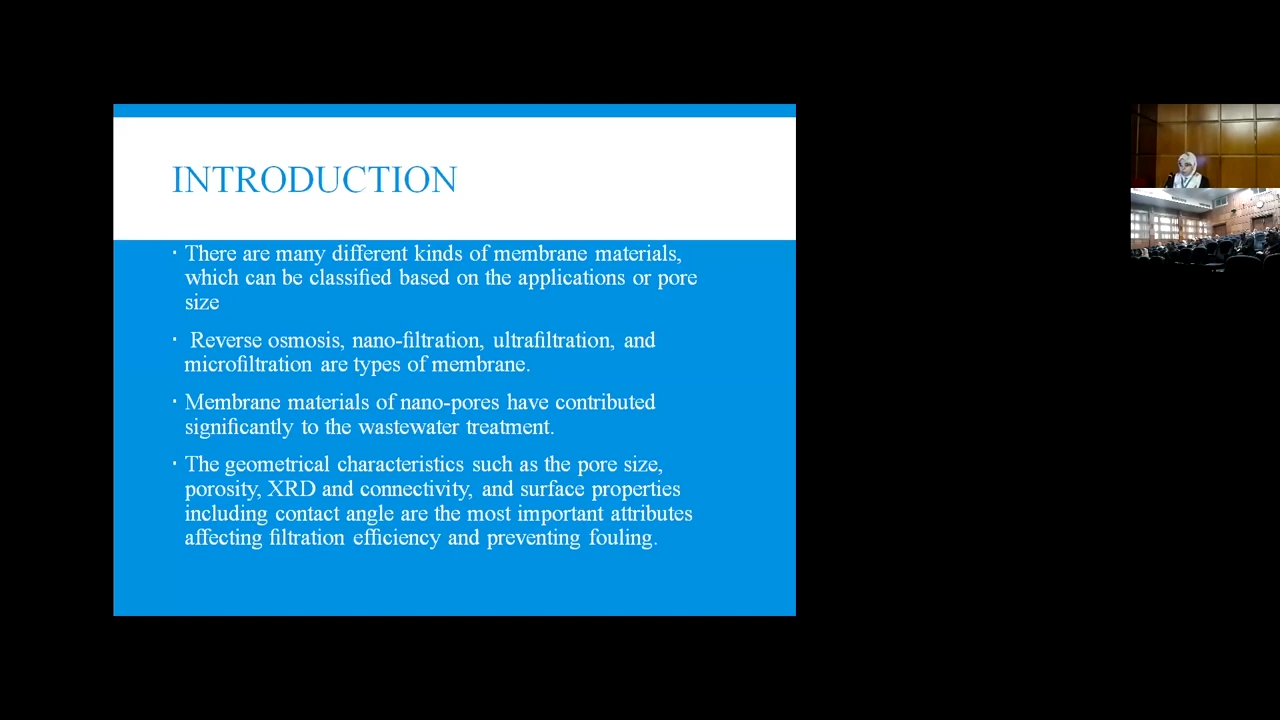 INTRODUCTION
· There are many different kinds of membrane materials,
which can be classified based on the applications or pore
size
· Reverse osmosis, nano-filtration, ultrafiltration, and
microfiltration are types of membrane.
· Membrane materials of nano-pores have contributed
significantly to the wastewater treatment.
· The geometrical characteristics such as the pore size,
porosity, XRD and connectivity, and surface properties
including contact angle are the most important attributes
affecting filtration efficiency and preventing fouling.